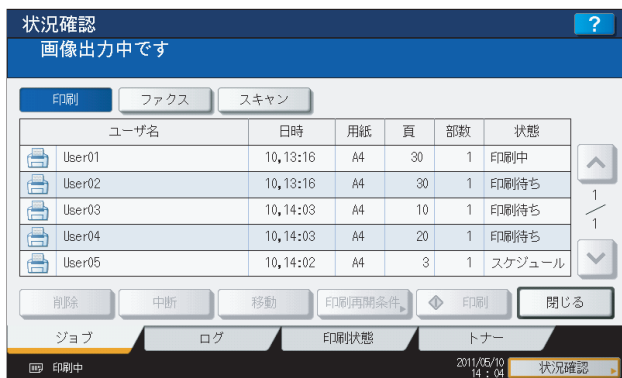 状況確認
?
画像出力中です
印刷 ファクス スキャン
ユーザ名 日時 用紙 頁 部数 状態
User01 10,13:16 A4 30 1 印刷中
User02 10,13:16 A4 30 1 印刷待ち
User03 10,14:03 A4 10 1 印刷待ち
User04 10,14:03 A4 20 1 印刷待ち
User05 10,14:02 A4 3 1 スケジュール
1/1
削除 中断 移動 印刷再開条件 印刷 閉じる
ジョブ ログ 印刷状態 トナー
印刷中 2011/05/10 状況確認
14:04